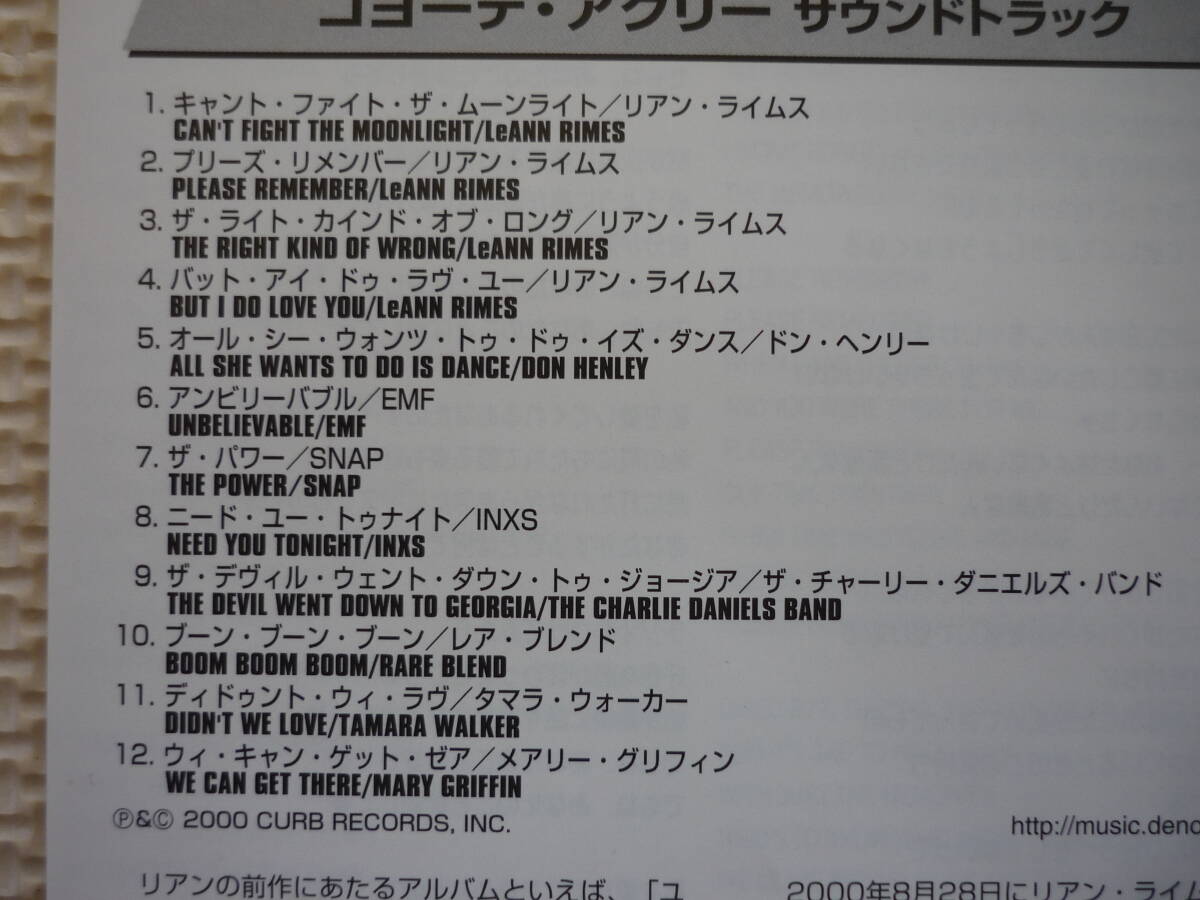 コヨーテ・アグリー サウンドトラック
1. キャント・ファイト・ザ・ムーンライト／リアン・ライムス
CAN'T FIGHT THE MOONLIGHT/LeANN RIMES
2. プリーズ・リメンバー／リアン・ライムス
PLEASE REMEMBER/LeANN RIMES
3. ザ・ライト・カインド・オブ・ロング／リアン・ライムス
THE RIGHT KIND OF WRONG/LeANN RIMES
4. バット・アイ・ドゥ・ラヴ・ユー／リアン・ライムス
BUT I DO LOVE YOU/LeANN RIMES
5. オール・シー・ウォンツ・トゥ・ドゥ・イズ・ダンス／ドン・ヘンリー
ALL SHE WANTS TO DO IS DANCE/DON HENLEY
6. アンビリーバブル／EMF
UNBELIEVABLE/EMF
7. ザ・パワー／SNAP
THE POWER/SNAP
8. ニード・ユー・トゥナイト／INXS
NEED YOU TONIGHT/INXS
9. ザ・デヴィル・ウェント・ダウン・トゥ・ジョージア／ザ・チャーリー・ダニエルズ・バンド
THE DEVIL WENT DOWN TO GEORGIA/THE CHARLIE DANIELS BAND
10. ブーン・ブーン・ブーン／レア・ブレンド
BOOM BOOM BOOM/RARE BLEND
11. ディドゥント・ウィ・ラヴ／タマラ・ウォーカー
DIDN'T WE LOVE/TAMARA WALKER
12. ウィ・キャン・ゲット・ゼア／メアリー・グリフィン
WE CAN GET THERE/MARY GRIFFIN
Ⓟ&Ⓒ 2000 CURB RECORDS, INC.
http://music.deno
リアンの前作にあたるアルバムといえば、「ユ
2000年8月28日にリアン・ライム